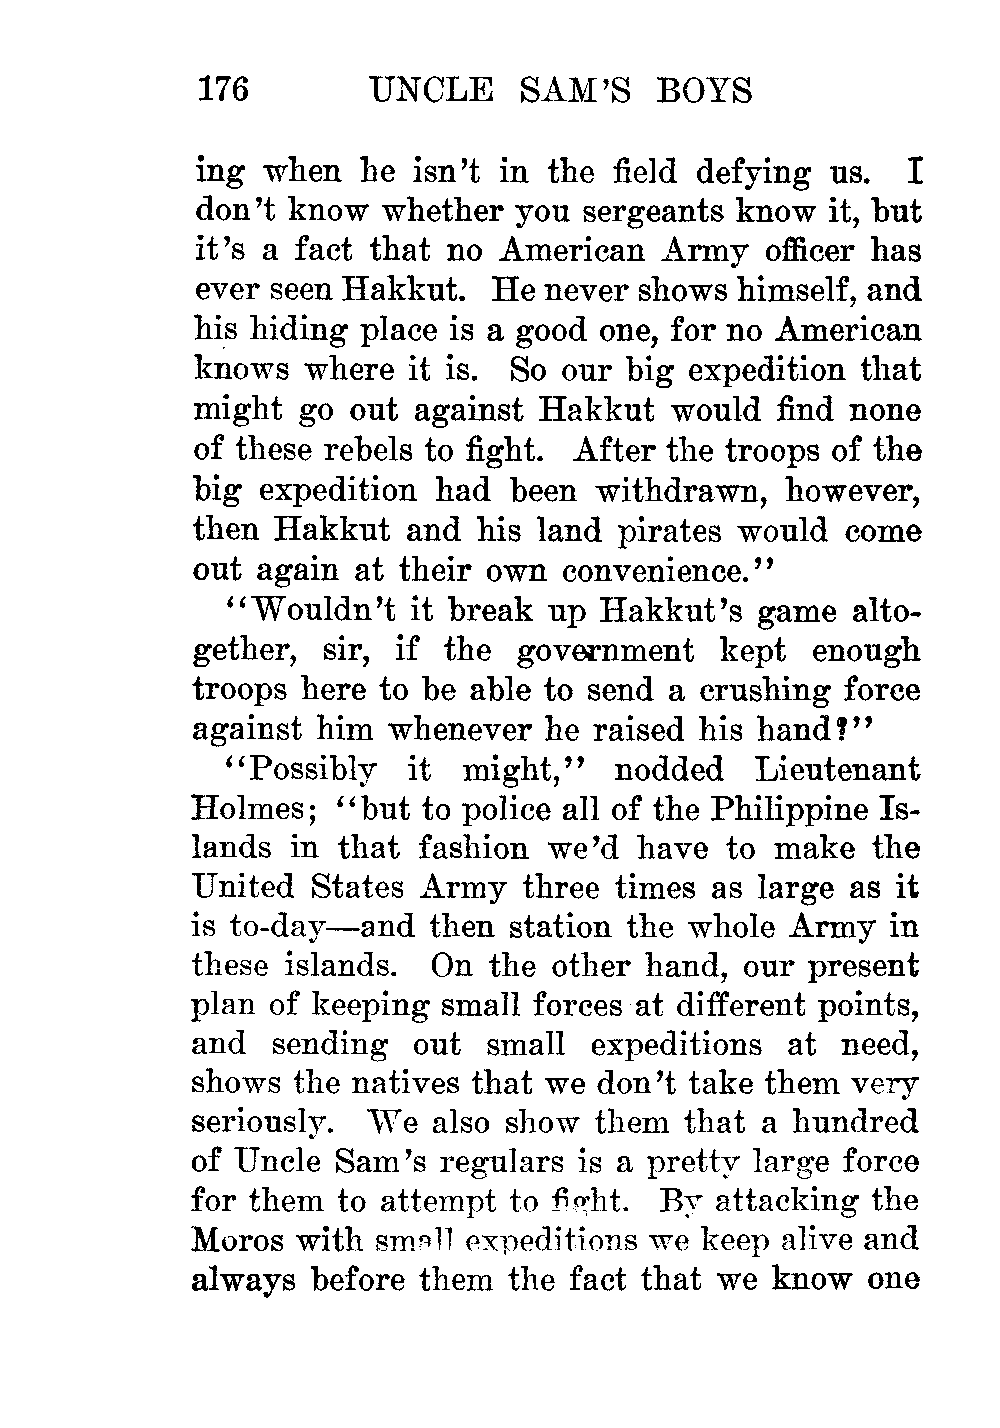 176 UNCLE SAM'S BOYS
ing when he isn't in the field defying us. I
don't know whether you sergeants know it, but
it's a fact that no American Army officer has
ever seen Hakkut. He never shows himself, and
his hiding place is a good one, for no American
knows where it is. So our big expedition that
might go out against Hakkut would find none
of these rebels to fight. After the troops of the
big expedition had been withdrawn, however,
then Hakkut and his land pirates would come
out again at their own convenience."
"Wouldn't it break up Hakkut's game alto-
gether, sir, if the government kept enough
troops here to be able to send a crushing force
against him whenever he raised his hand?"
"Possibly it might," nodded Lieutenant
Holmes; "but to police all of the Philippine Is-
lands in that fashion we'd have to make the
United States Army three times as large as it
is to-day—and then station the whole Army in
these islands. On the other hand, our present
plan of keeping small forces at different points,
and sending out small expeditions at need,
shows the natives that we don't take them very
seriously. We also show them that a hundred
of Uncle Sam's regulars is a pretty large force
for them to attempt to fight. By attacking the
Moros with small expeditions we keep alive and
always before them the fact that we know one